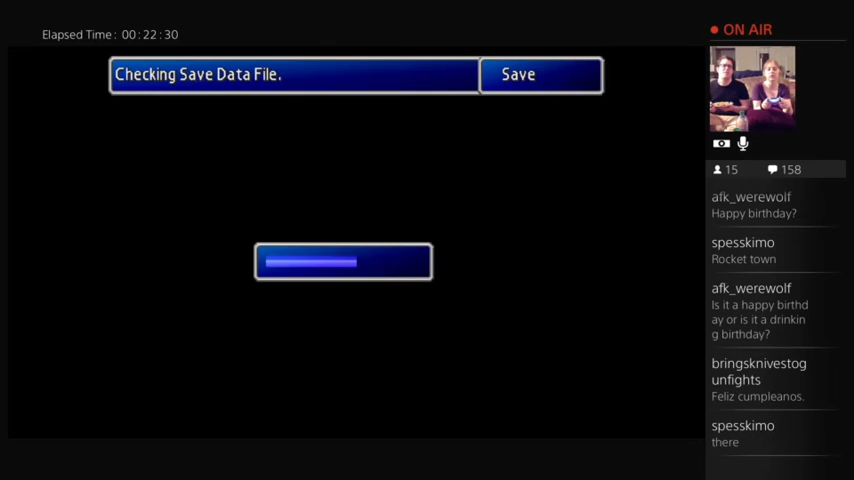 Elapsed Time: 00:22:30
ON AIR
Checking Save Data File.
Save
15
158
afk_werewolf
Happy birthday?
spesskimo
Rocket town
afk_werewolf
Is it a happy birthd
ay or is it a drinkin
g birthday?
bringsknivestog
unfights
Feliz cumpleanos.
spesskimo
there